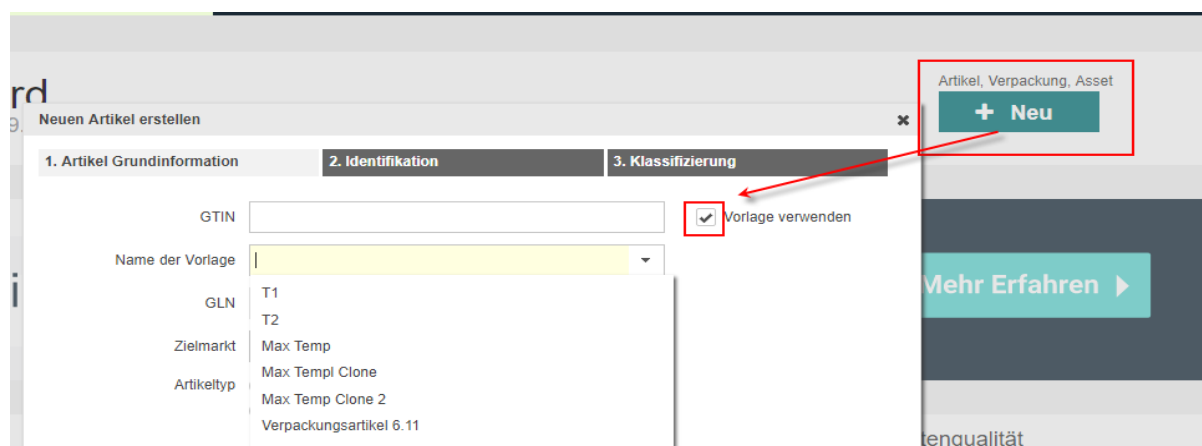 rd
9.
Artikel, Verpackung, Asset
+ Neu
Neuen Artikel erstellen
1. Artikel Grundinformation
2. Identifikation
3. Klassifizierung
GTIN
Vorlage verwenden
Name der Vorlage
GLN
T1
T2
Zielmarkt
Max Temp
Max Templ Clone
Artikeltyp
Max Temp Clone 2
Verpackungsartikel 6.11
Mehr Erfahren
tenqualität